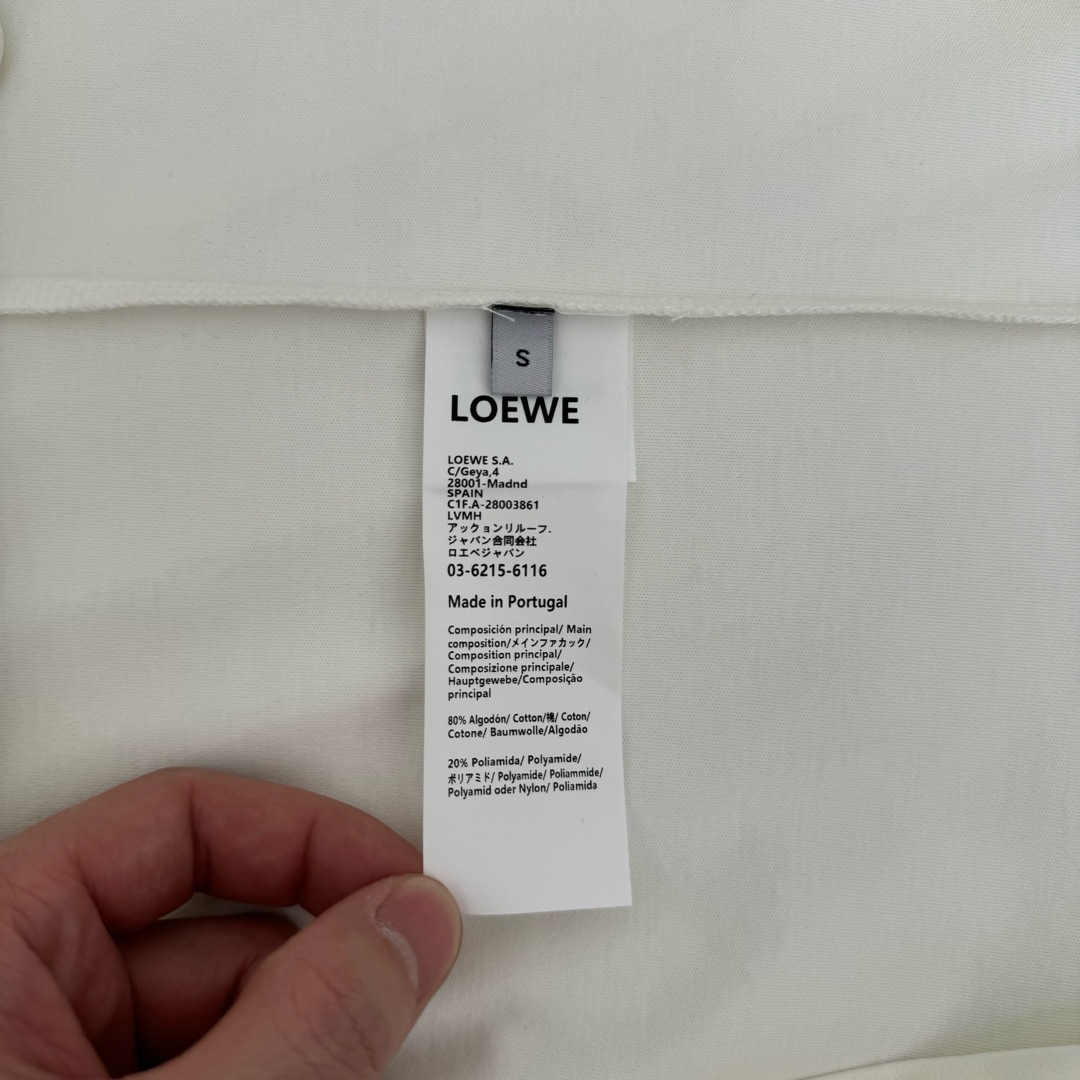 S
LOEWE
LOEWE S.A.
C/Geya,4
28001-Madnd
SPAIN
C1F.A-28003861
LVMH
アックョンリルーフ.
ジャパン合同会社
ロエベジャパン
03-6215-6116
Made in Portugal
Composición principal/ Main
composition/メインファカック/
Composition principal/
Composizione principale/
Hauptgewebe/Composição
principal
80% Algodón/ Cotton/棉/ Coton/
Cotone/ Baumwolle/Algodão
20% Poliamida/ Polyamide/
ポリアミド/ Polyamide/ Poliammide/
Polyamid oder Nylon/ Poliamida